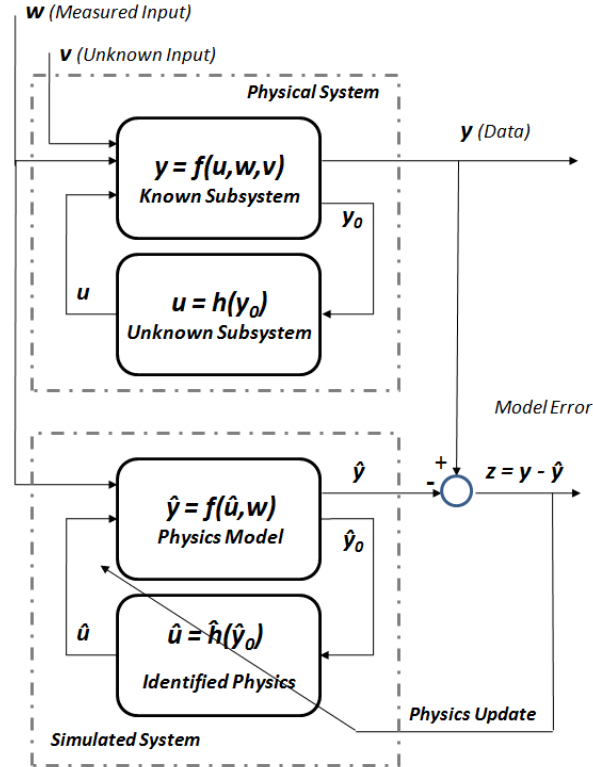 w (Measured Input)
v (Unknown Input)
Physical System
y = f(u,w,v)
Known Subsystem
y (Data)
y₀
u
u = h(y₀)
Unknown Subsystem
Model Error
ŷ
+
-
z = y - ŷ
ŷ = f(û,w)
Physics Model
ŷ₀
û
û = ĥ(ŷ₀)
Identified Physics
Physics Update
Simulated System